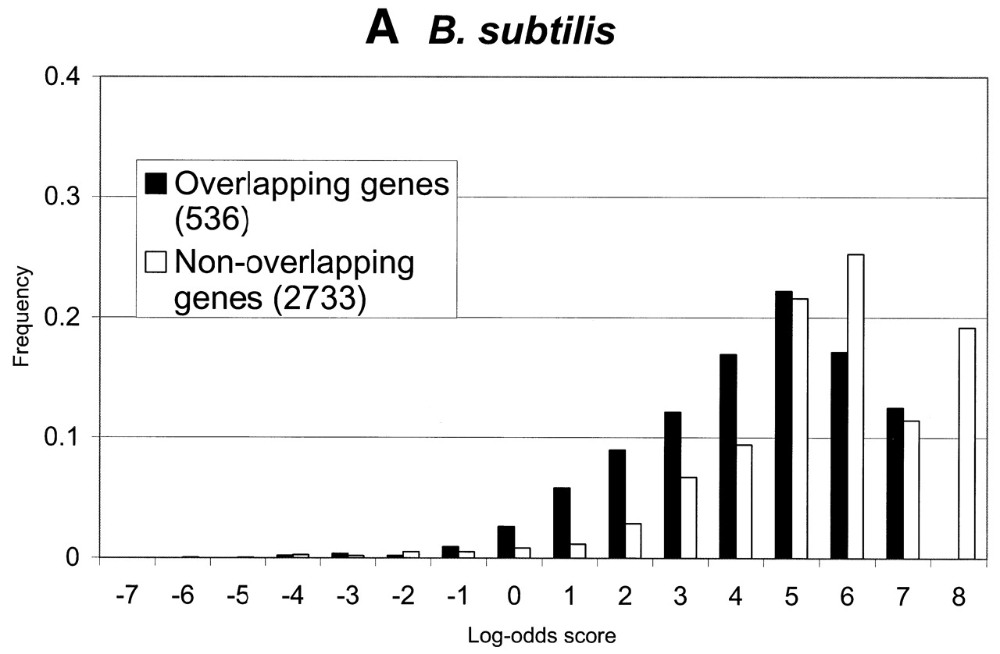 A B. subtilis
0.4
0.3
0.2
0.1
0
Frequency
Overlapping genes
(536)
Non-overlapping
genes (2733)
-7 -6 -5 -4 -3 -2 -1 0 1 2 3 4 5 6 7 8
Log-odds score